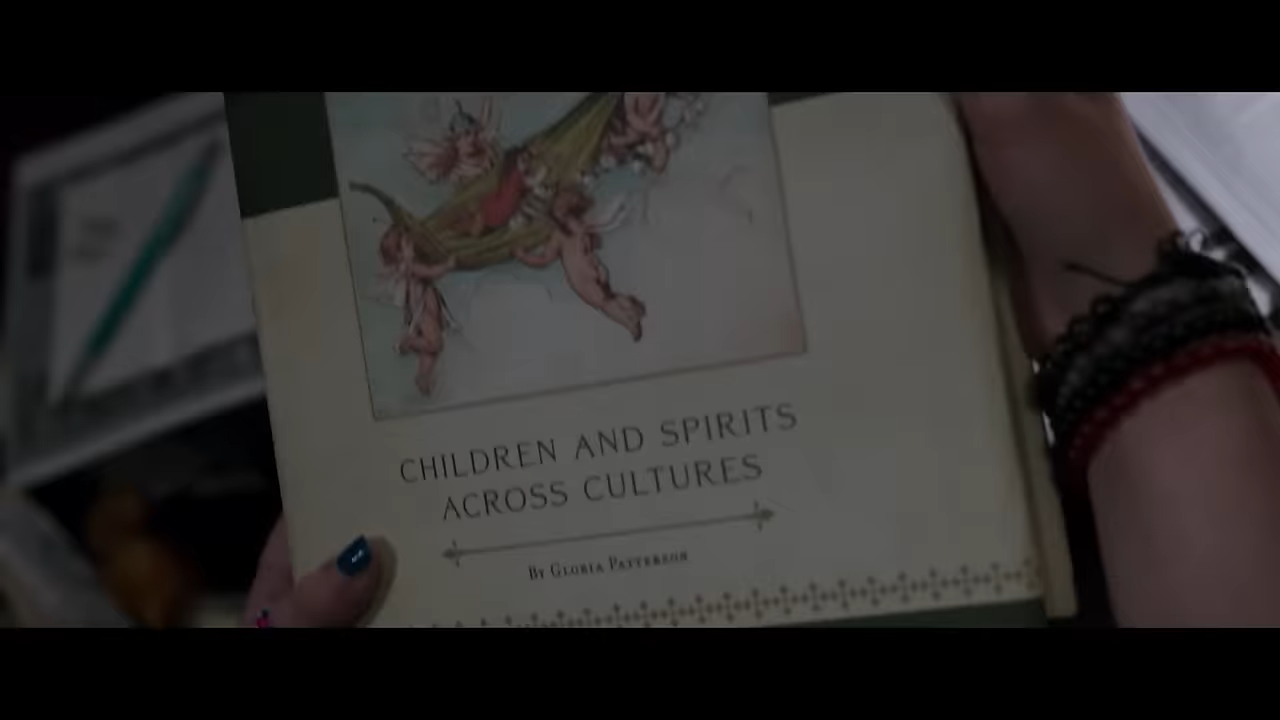 CHILDREN AND SPIRITS
ACROSS CULTURES
BY GLORIA PATTERSON